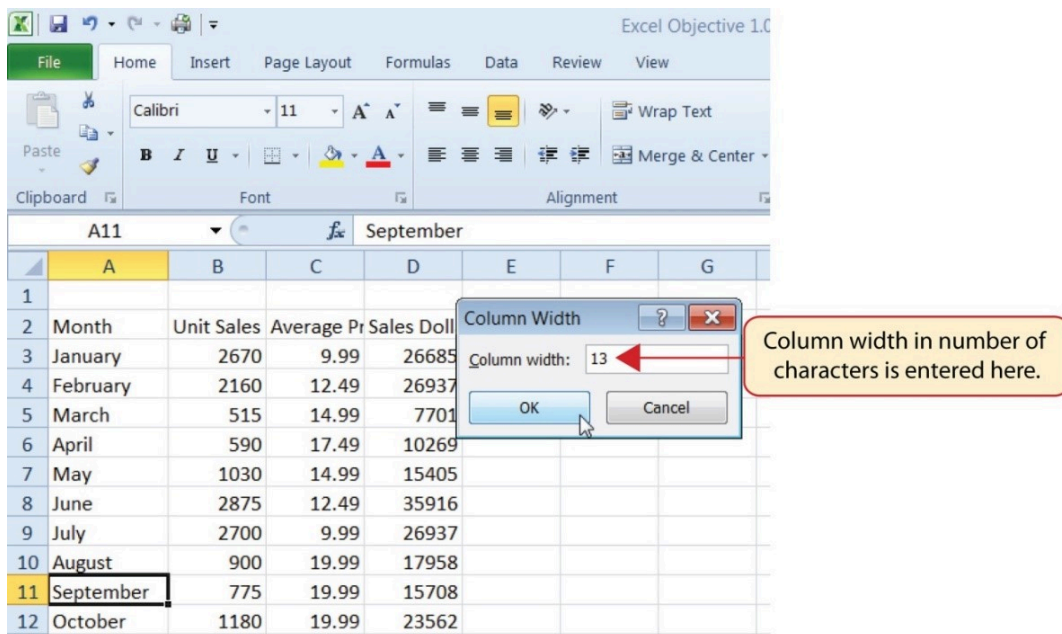 Excel Objective 1.0
File Home Insert Page Layout Formulas Data Review View
Calibri 11 A A Wrap Text
Paste B I U A Merge & Center
Clipboard Font Alignment
A11 fx September
A B C D E F G
1
2 Month Unit Sales Average Pr Sales Doll
3 January 2670 9.99 26685
4 February 2160 12.49 26937
5 March 515 14.99 7701
6 April 590 17.49 10269
7 May 1030 14.99 15405
8 June 2875 12.49 35916
9 July 2700 9.99 26937
10 August 900 19.99 17958
11 September 775 19.99 15708
12 October 1180 19.99 23562
Column Width
Column width: 13
OK Cancel
Column width in number of
characters is entered here.